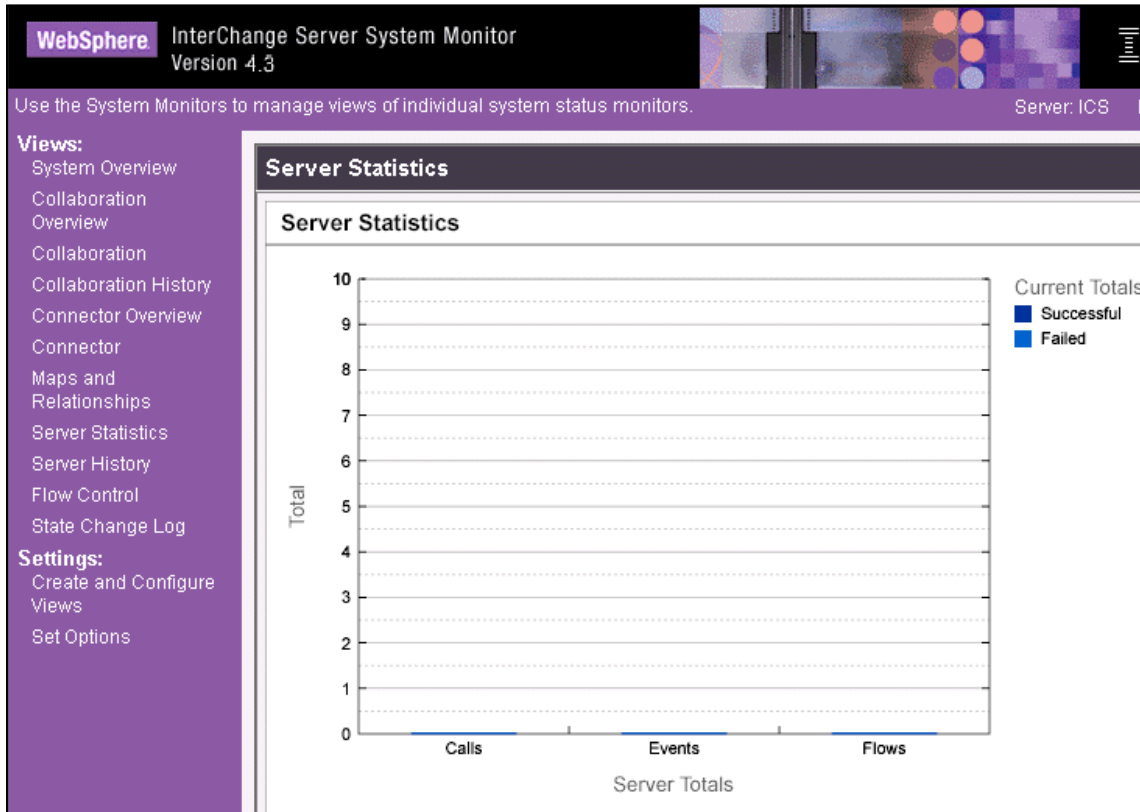 WebSphere.
InterChange Server System Monitor
Version 4.3
Use the System Monitors to manage views of individual system status monitors.
Server: ICS
Views:
System Overview
Collaboration
Overview
Collaboration
Collaboration History
Connector Overview
Connector
Maps and
Relationships
Server Statistics
Server History
Flow Control
State Change Log
Settings:
Create and Configure
Views
Set Options
Server Statistics
Server Statistics
10
9
8
7
6
5
4
3
2
1
0
Total
Calls
Events
Flows
Server Totals
Current Totals
Successful
Failed